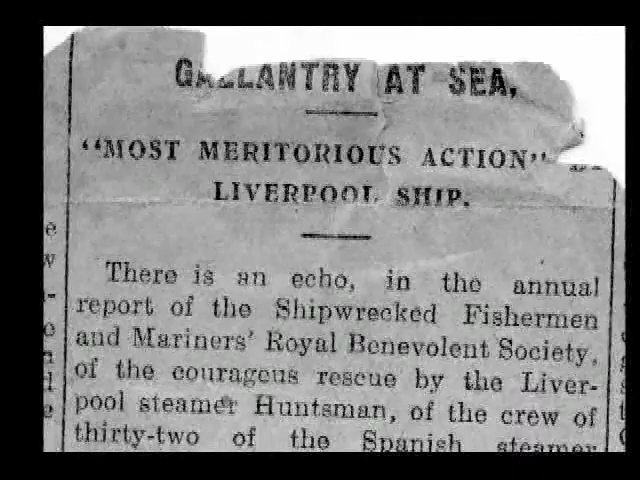 GALLANTRY AT SEA,
"MOST MERITORIOUS ACTION"
LIVERPOOL SHIP.
There is an echo, in the annual
report of the Shipwrecked Fishermen
and Mariners' Royal Benevolent Society,
of the courageous rescue by the Liver-
pool steamer Huntsman, of the crew of
thirty-two of the Spanish steamer